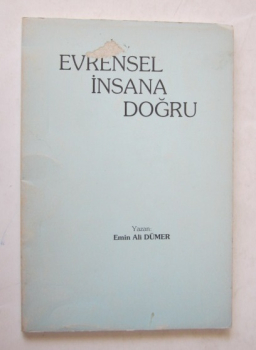 EVRENSEL
İNSANA
DOĞRU
Yazan
Emin Ali DÜMER